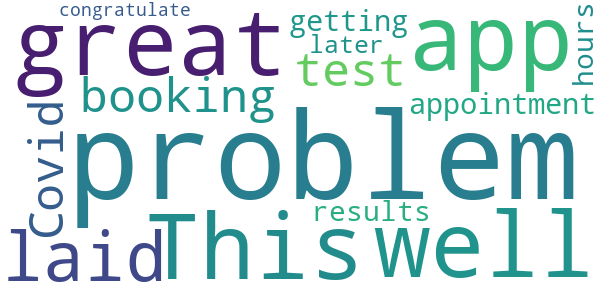 congratulate
great
getting
later
test
app
hours
booking
appointment
Covid
problem
results
laid
This
well